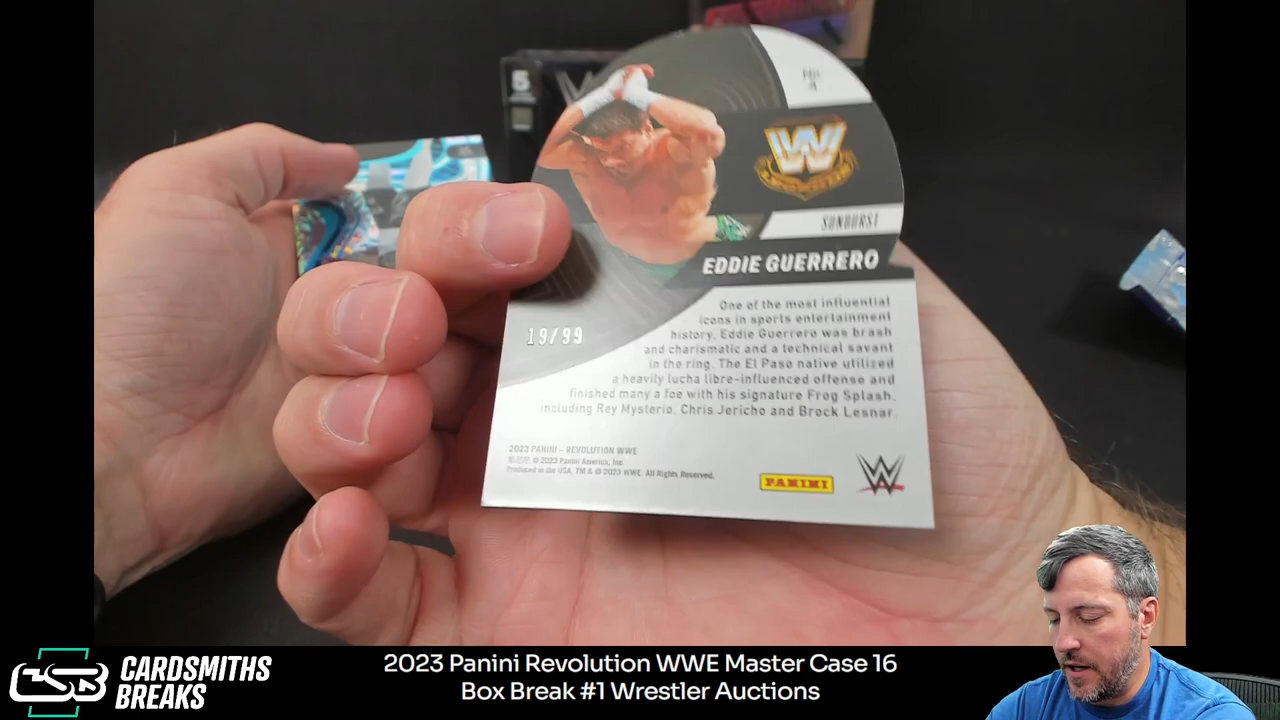 5
No.
4
W
SUNBURST
EDDIE GUERRERO
One of the most influential
icons in sports entertainment
history, Eddie Guerrero was brash
and charismatic and a technical savant
in the ring. The El Paso native utilized
a heavily lucha libre-influenced offense and
finished many a foe with his signature Frog Splash,
including Rey Mysterio, Chris Jericho and Brock Lesnar.
19/99
2023 PANINI – REVOLUTION WWE
© 2023 Panini America, Inc.
Produced in the USA. TM & © 2023 WWE. All Rights Reserved.
PANINI
W
CSB
CARDSMITHS
BREAKS
2023 Panini Revolution WWE Master Case 16
Box Break #1 Wrestler Auctions